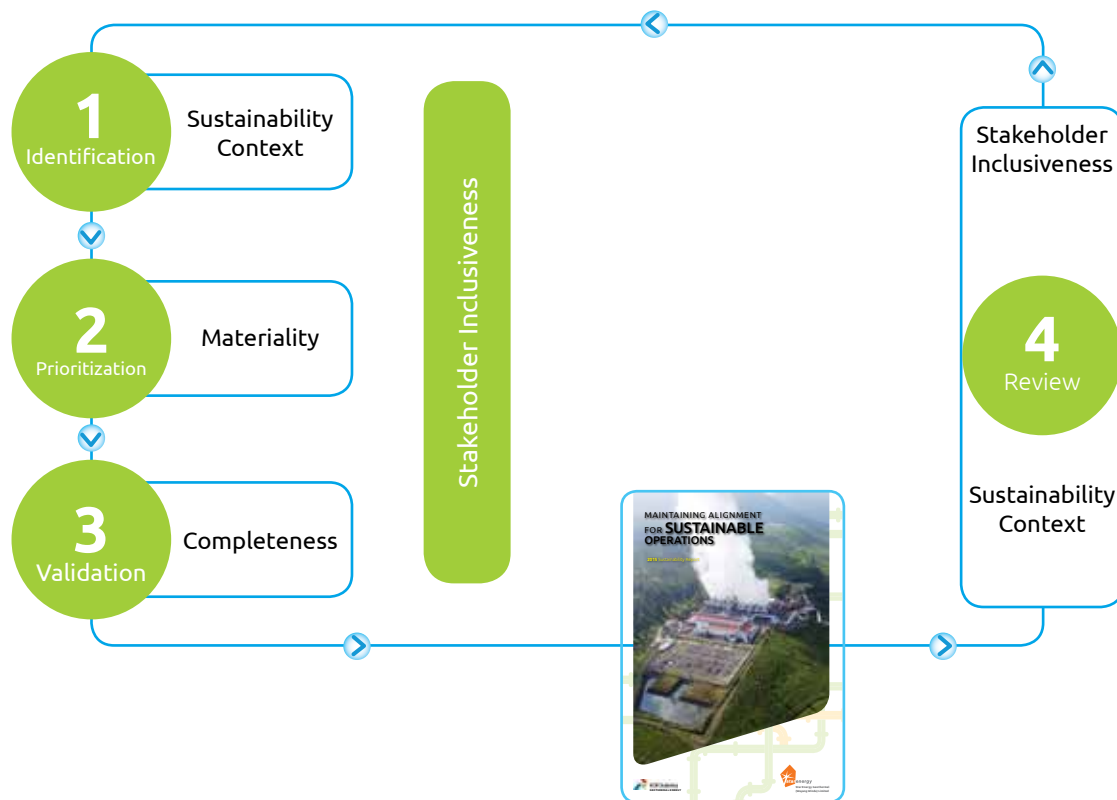 1
Identification
Sustainability
Context
2
Prioritization
Materiality
3
Validation
Completeness
Stakeholder Inclusiveness
MAINTAINING ALIGNMENT
FOR SUSTAINABLE
OPERATIONS
Stakeholder
Inclusiveness
4
Review
Sustainability
Context